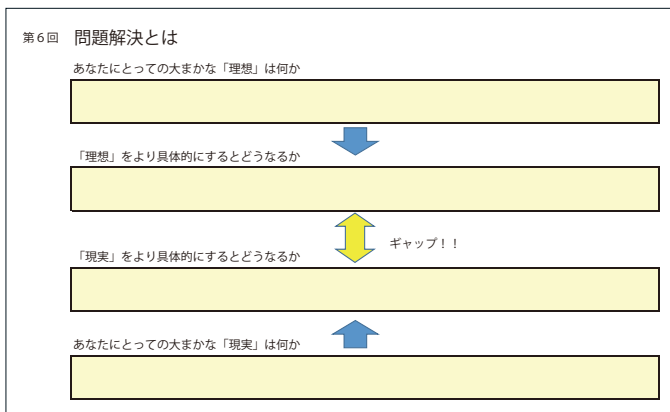 第6回 問題解決とは
あなたにとっての大まかな「理想」は何か
「理想」をより具体的にするとどうなるか
ギャップ！！
「現実」をより具体的にするとどうなるか
あなたにとっての大まかな「現実」は何か